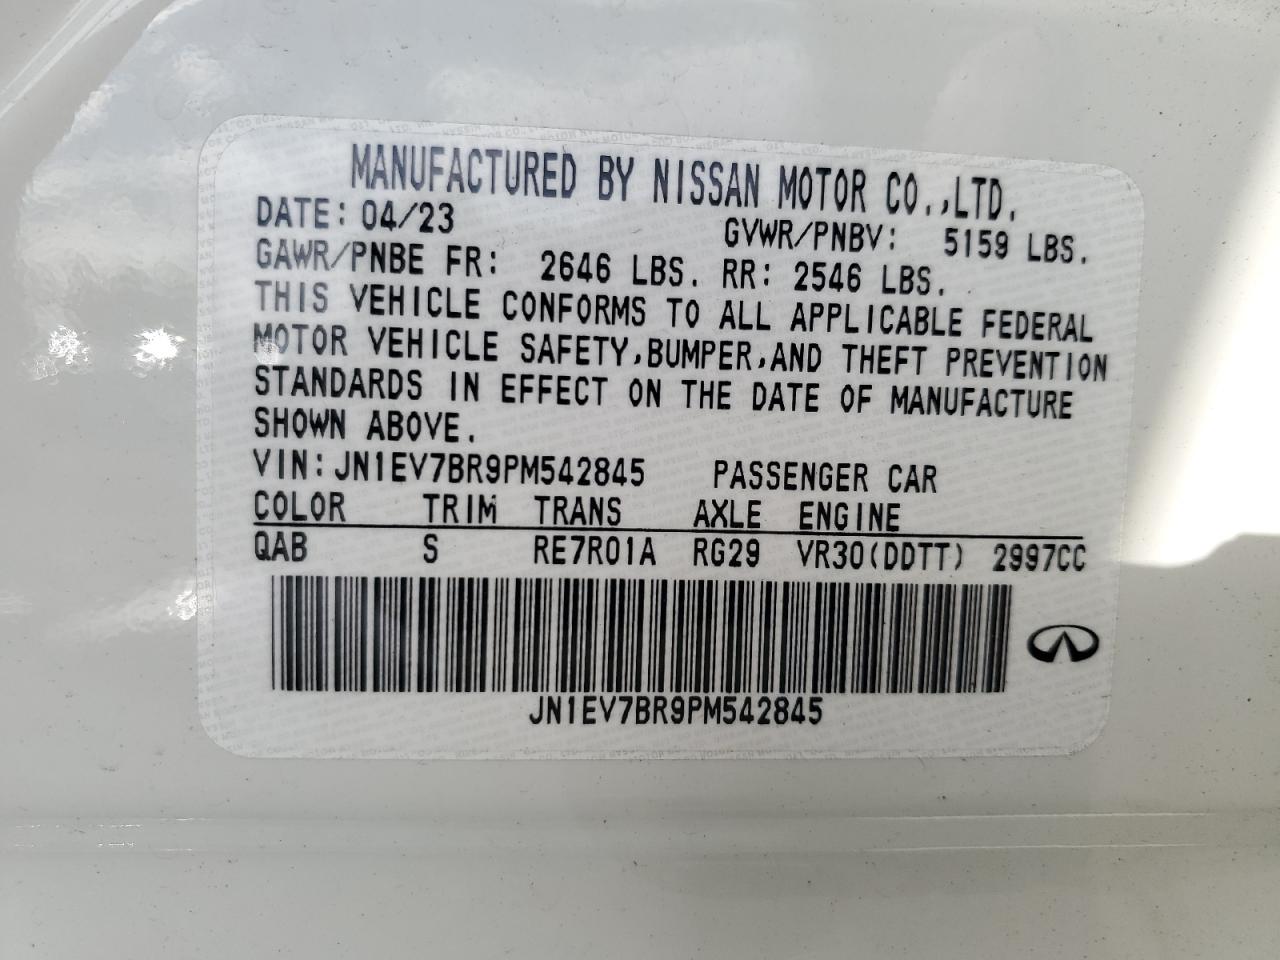 MANUFACTURED BY NISSAN MOTOR CO.,LTD.
DATE: 04/23 GVWR/PNBV: 5159 LBS.
GAWR/PNBE FR: 2646 LBS. RR: 2546 LBS.
THIS VEHICLE CONFORMS TO ALL APPLICABLE FEDERAL
MOTOR VEHICLE SAFETY,BUMPER,AND THEFT PREVENTION
STANDARDS IN EFFECT ON THE DATE OF MANUFACTURE
SHOWN ABOVE.
VIN: JN1EV7BR9PM542845 PASSENGER CAR
COLOR TRIM TRANS AXLE ENGINE
QAB S RE7R01A RG29 VR30(DDTT) 2997CC
JN1EV7BR9PM542845